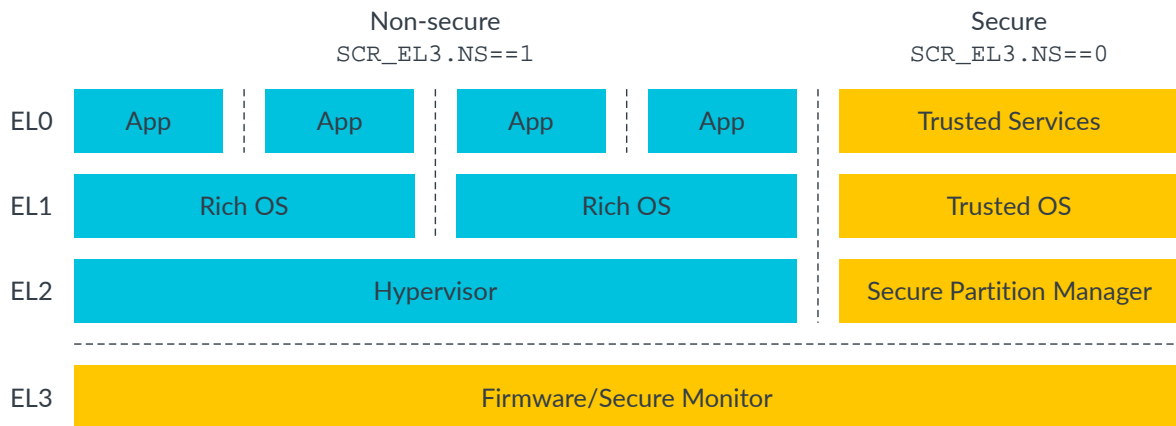 Non-secure
SCR_EL3.NS==1
Secure
SCR_EL3.NS==0
EL0
App
App
App
App
Trusted Services
EL1
Rich OS
Rich OS
Trusted OS
EL2
Hypervisor
Secure Partition Manager
EL3
Firmware/Secure Monitor